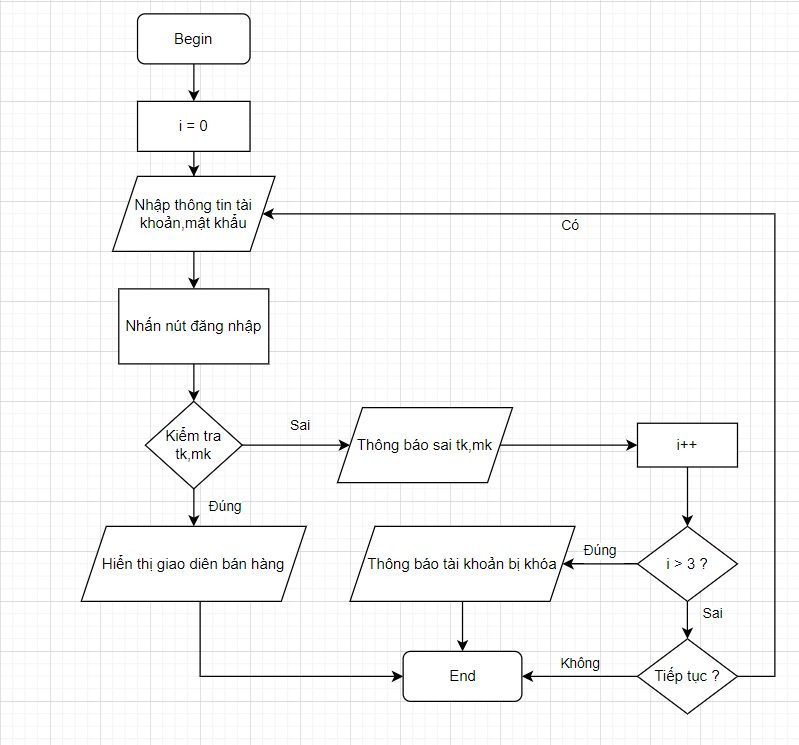 Begin
i = 0
Nhập thông tin tài
khoản,mật khẩu
Có
Nhấn nút đăng nhập
Kiểm tra
tk,mk
Sai
Thông báo sai tk,mk
i++
Đúng
Hiển thị giao diên bán hàng
Thông báo tài khoản bị khóa
Đúng
i > 3 ?
Sai
End
Không
Tiếp tục ?